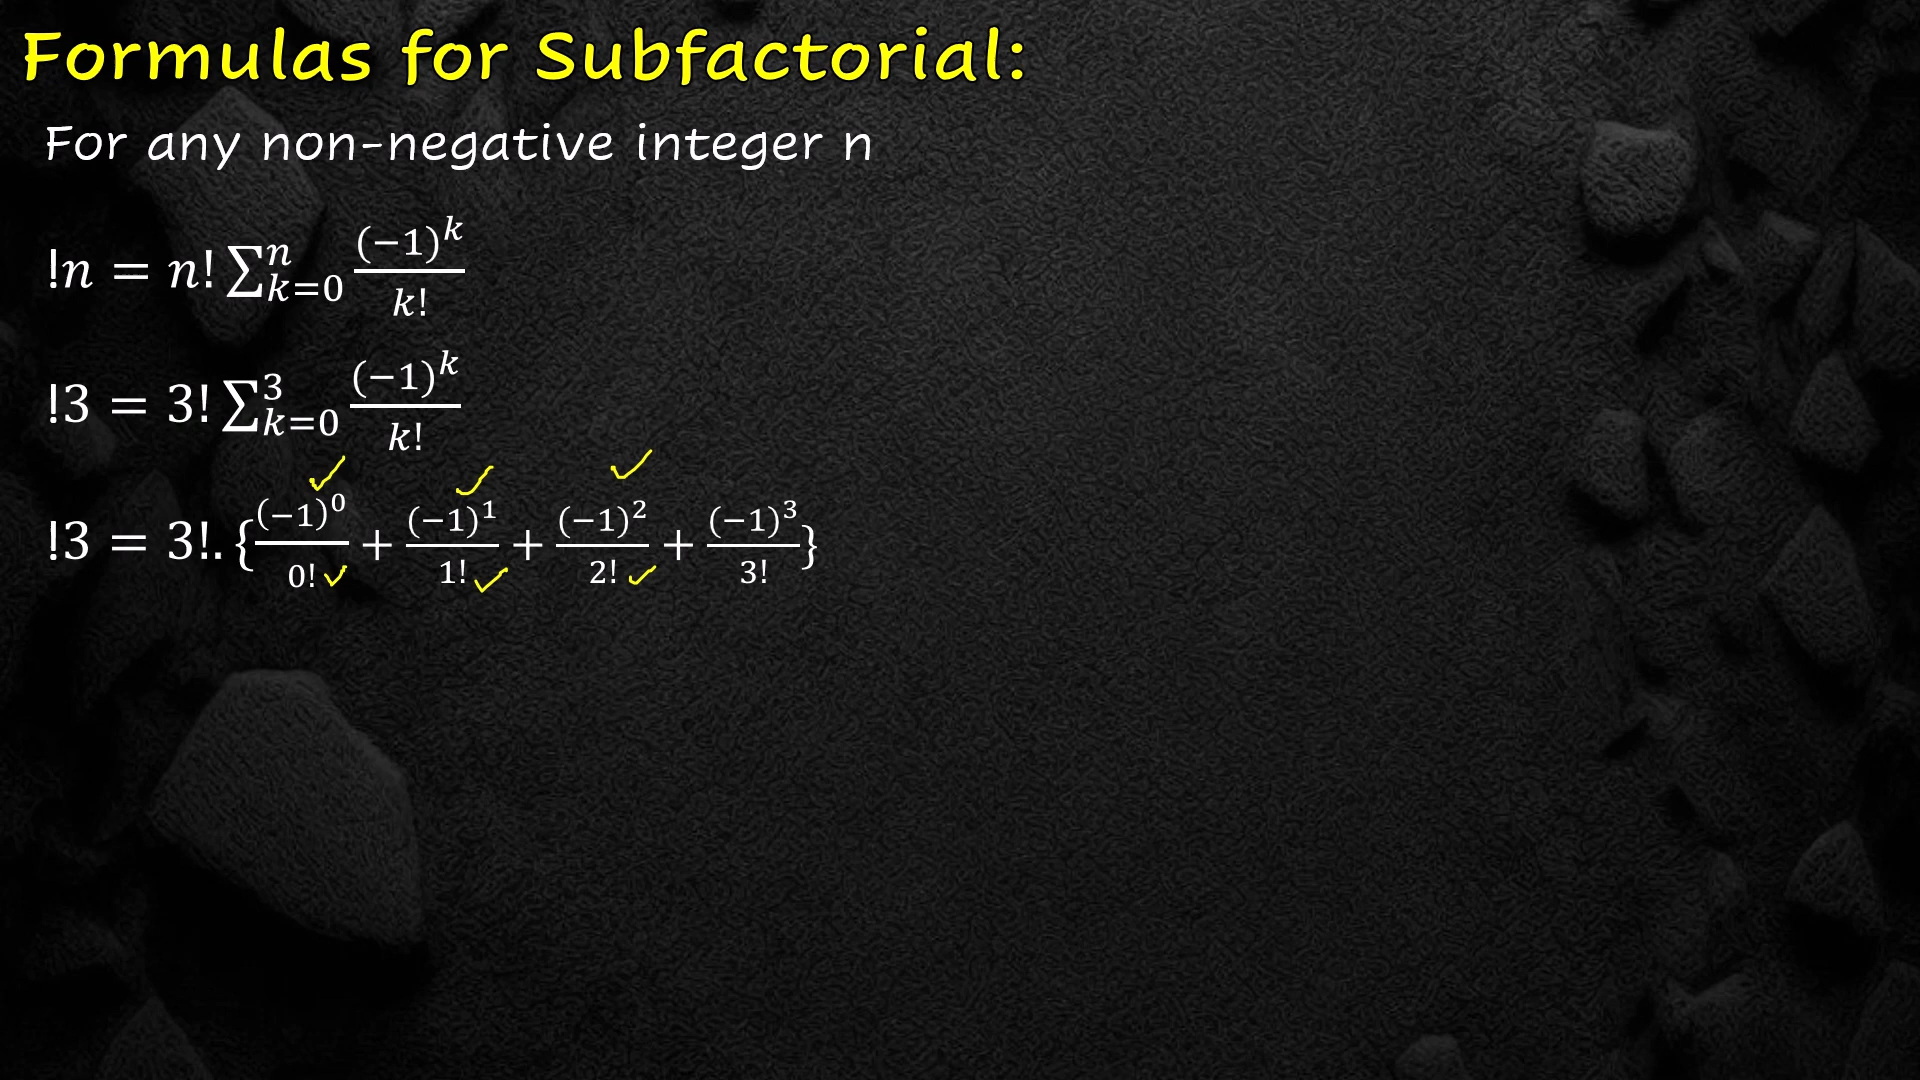 Formulas for Subfactorial:
For any non-negative integer n
!n = n! ∑_{k=0}^{n} (−1)^k / k!
!3 = 3! ∑_{k=0}^{3} (−1)^k / k!
!3 = 3!. { (−1)^0 / 0! + (−1)^1 / 1! + (−1)^2 / 2! + (−1)^3 / 3! }